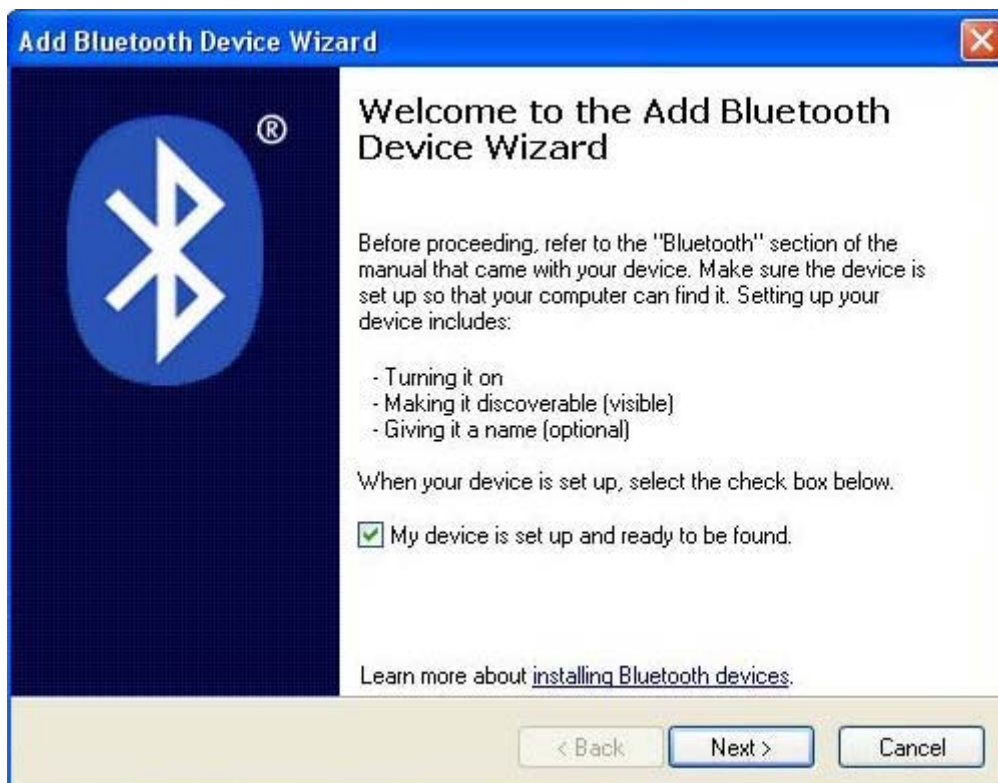 Add Bluetooth Device Wizard
®
Welcome to the Add Bluetooth
Device Wizard
Before proceeding, refer to the "Bluetooth" section of the
manual that came with your device. Make sure the device is
set up so that your computer can find it. Setting up your
device includes:
- Turning it on
- Making it discoverable (visible)
- Giving it a name (optional)
When your device is set up, select the check box below.
My device is set up and ready to be found.
Learn more about installing Bluetooth devices.
< Back Next > Cancel